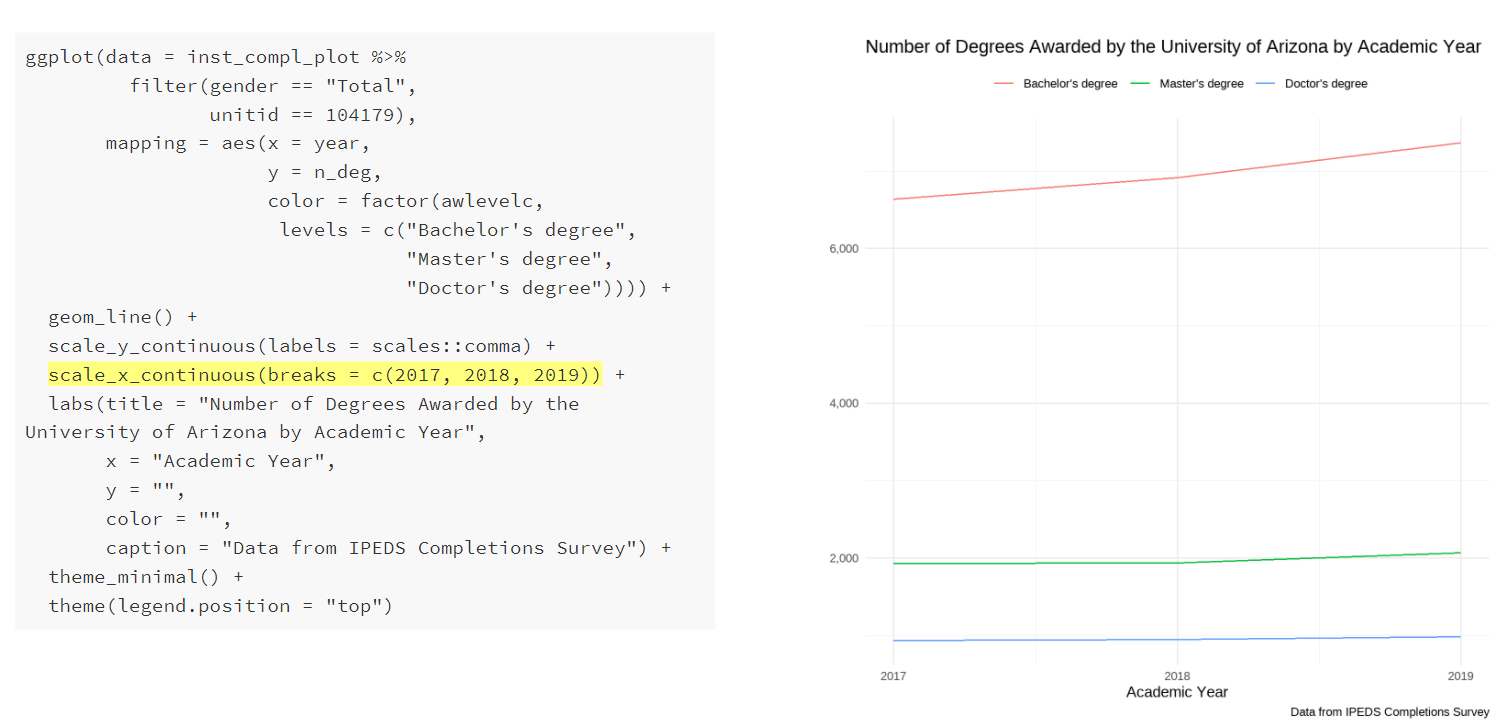 ggplot(data = inst_compl_plot %>%
filter(gender == "Total",
unitid == 104179),
mapping = aes(x = year,
y = n_deg,
color = factor(awlevelc,
levels = c("Bachelor's degree",
"Master's degree",
"Doctor's degree")))) +
geom_line() +
scale_y_continuous(labels = scales::comma) +
scale_x_continuous(breaks = c(2017, 2018, 2019)) +
labs(title = "Number of Degrees Awarded by the
University of Arizona by Academic Year",
x = "Academic Year",
y = "",
color = "",
caption = "Data from IPEDS Completions Survey") +
theme_minimal() +
theme(legend.position = "top")
Number of Degrees Awarded by the University of Arizona by Academic Year
Bachelor's degree Master's degree Doctor's degree
6,000
4,000
2,000
2017 2018 2019
Academic Year
Data from IPEDS Completions Survey